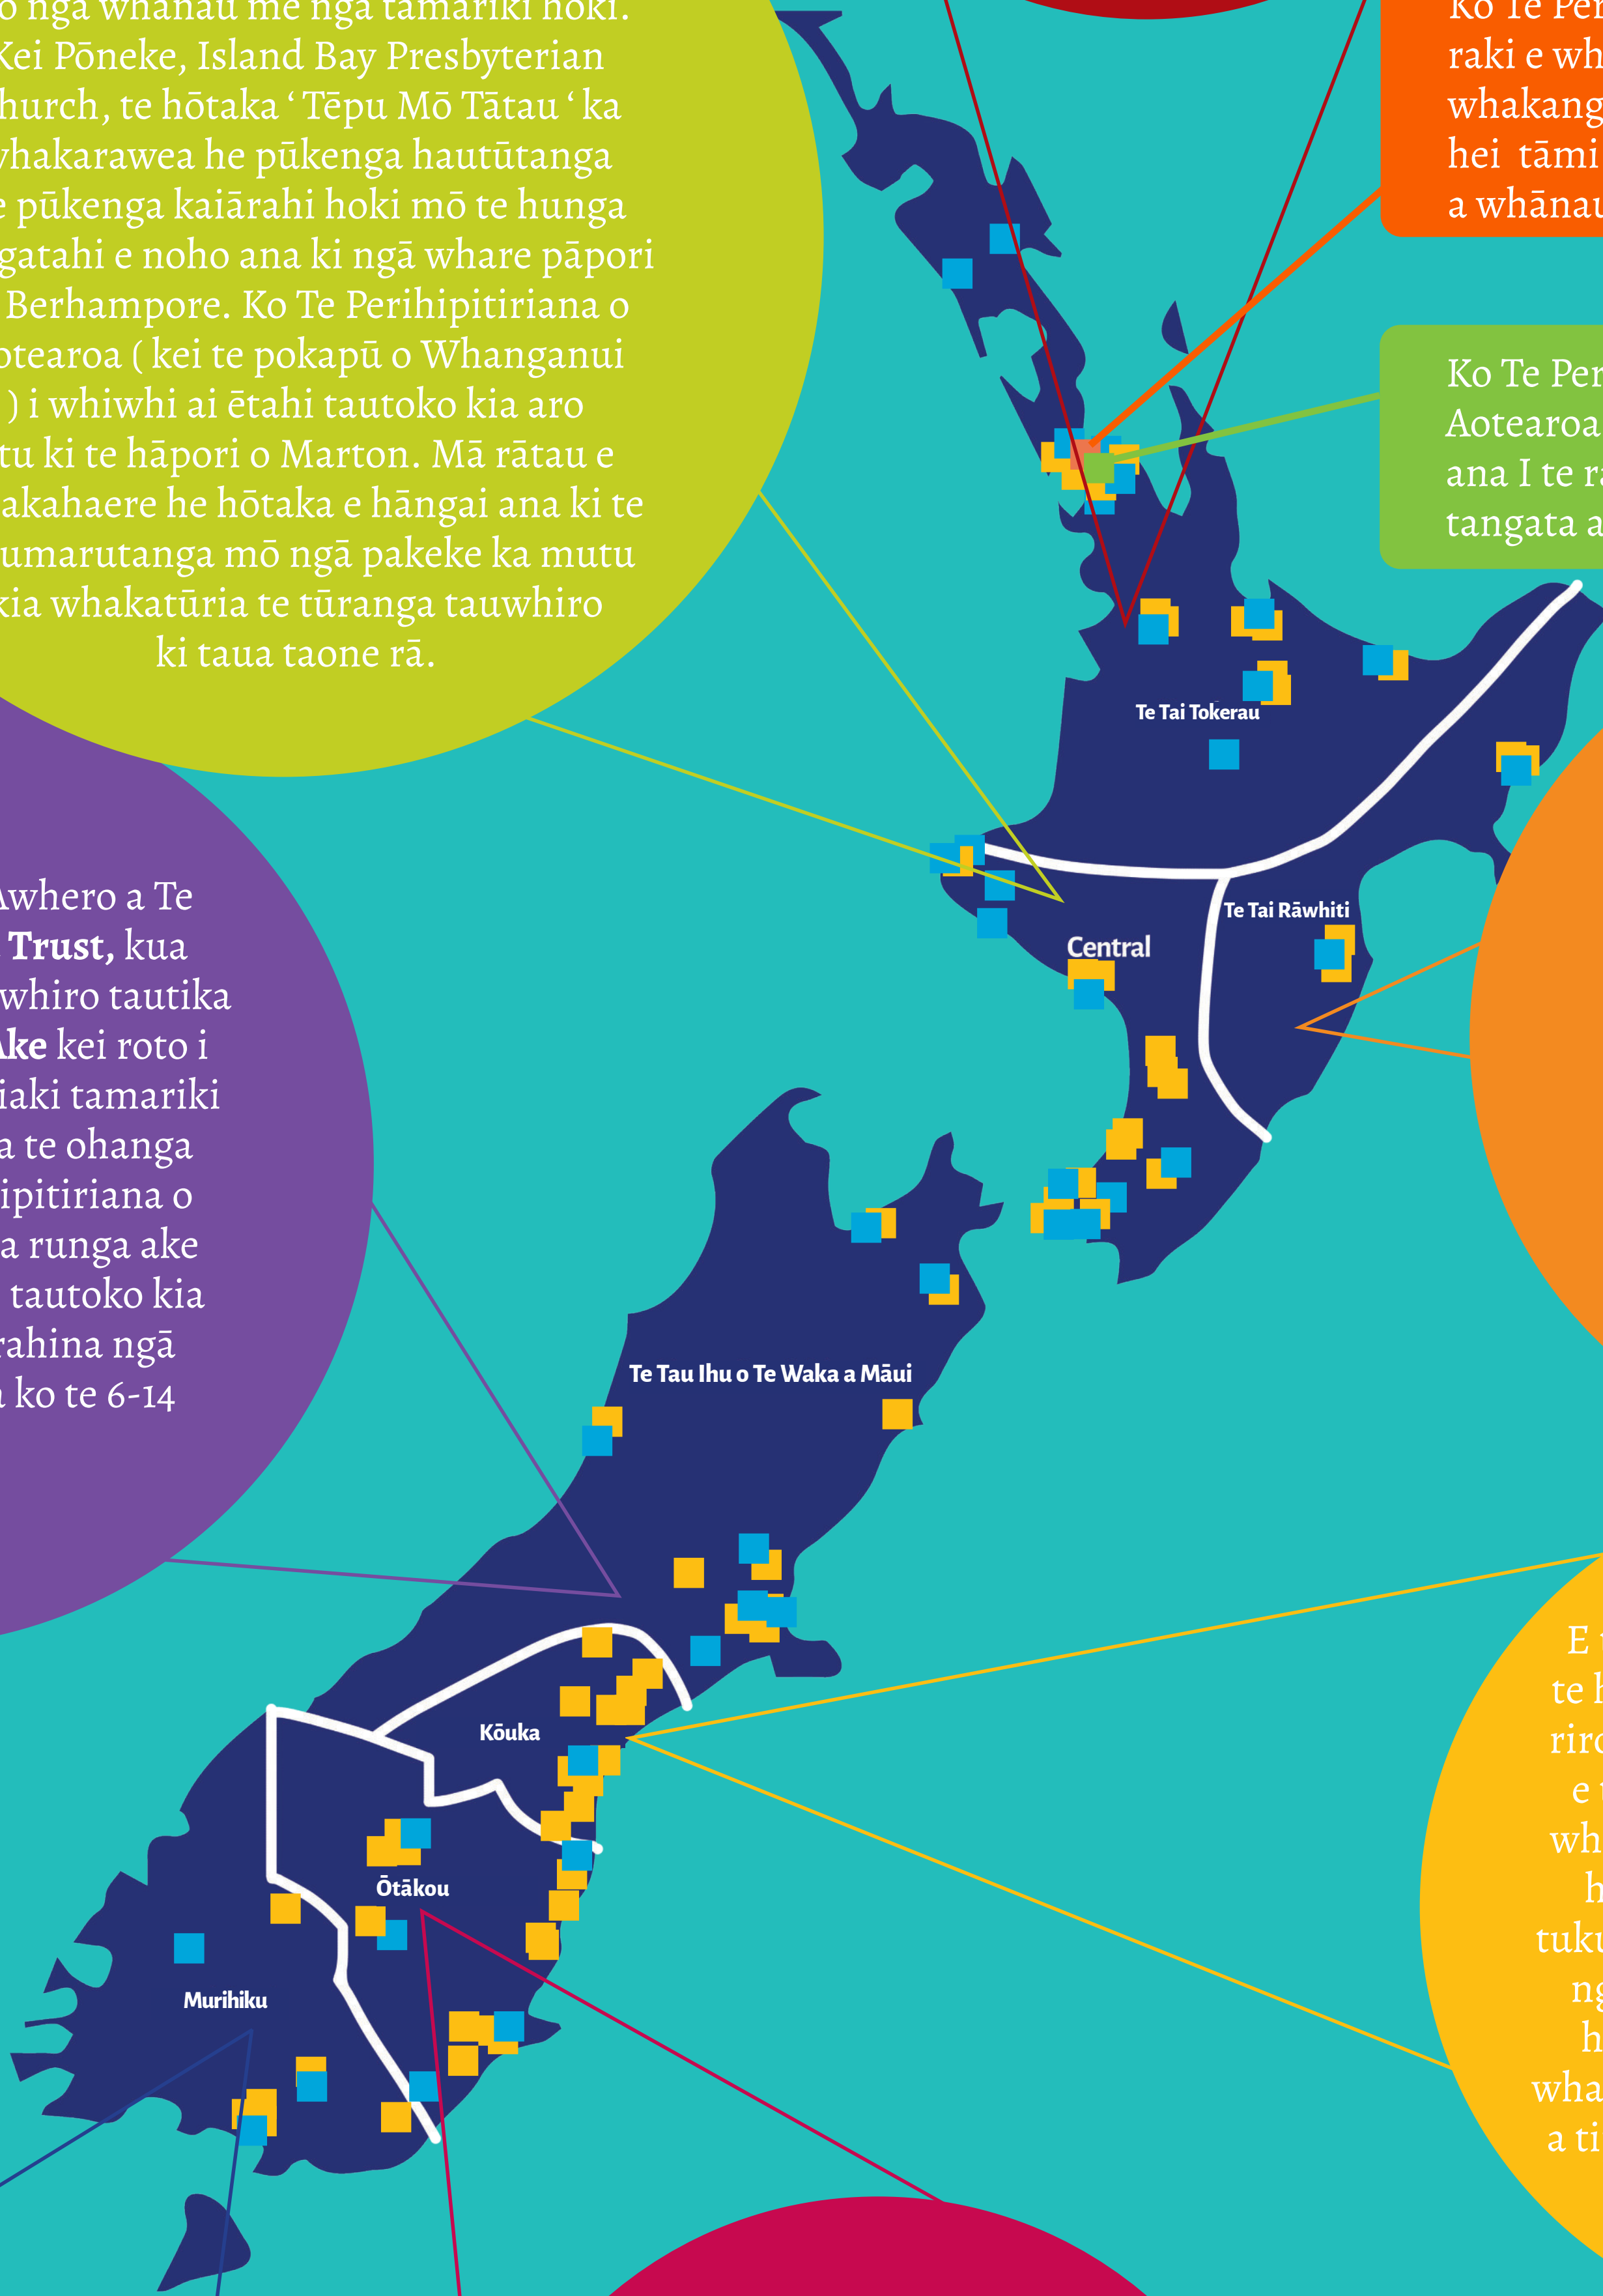 o ngā whānau me ngā tamariki hoki.
Kei Pōneke, Island Bay Presbyterian
hurch, te hōtaka ‘ Tēpu Mō Tātau ‘ ka
whakarawea he pūkenga hautūtanga
e pūkenga kaiārahi hoki mō te hunga
gatahi e noho ana ki ngā whare pāpori
Berhampore. Ko Te Perihipitiriana o
otearoa ( kei te pokapū o Whanganui
) i whiwhi ai ētahi tautoko kia aro
tu ki te hāpori o Marton. Mā rātau e
akahaere he hōtaka e hāngai ana ki te
umarutanga mō ngā pakeke ka mutu
kia whakatūria te tūranga tauwhiro
ki taua taone rā.
Ko Te Per
raki e wh
whakang
hei tāmi
a whānau
Ko Te Per
Aotearoa
ana I te ra
tangata a
Te Tai Tokerau
Te Tai Rāwhiti
Central
Awhero a Te
Trust, kua
whiro tautika
Ake kei roto i
iaki tamariki
a te ohanga
ipitiriana o
a runga ake
tautoko kia
rahina ngā
a ko te 6-14
Te Tau Ihu o Te Waka a Māui
Kōuka
Ōtākou
Murihiku
E t
te h
riro
e t
wh
h
tuku
ng
h
wha
a ti